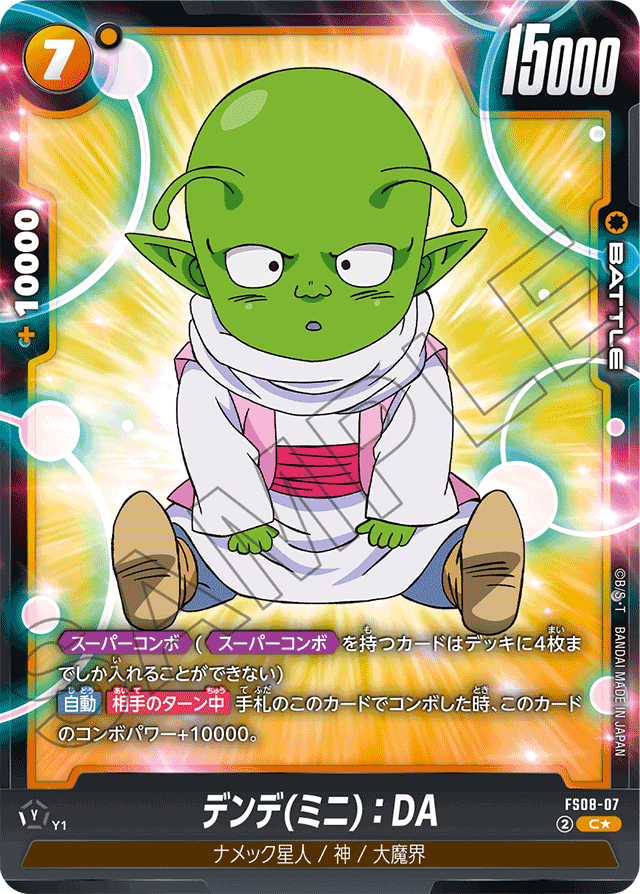 7
15000
+10000
BATTLE
SAMPLE
スーパーコンボ ( スーパーコンボ を持つカードはデッキに4枚ま
でしか入れることができない)
自動 相手のターン中 手札のこのカードでコンボした時、このカード
のコンボパワー+10000。
©B/S・T BANDAI MADE IN JAPAN
デンデ(ミニ) : DA
FS08-07
Y Y1
② C★
ナメック星人 / 神 / 大魔界